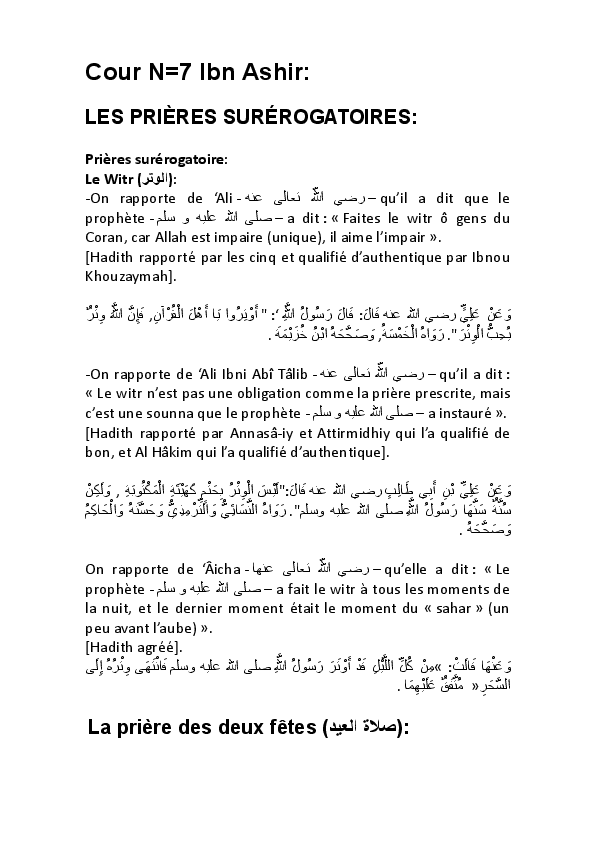 Cour N=7 Ibn Ashir:
LES PRIÈRES SURÉROGATOIRES:
Prières surérogatoire:
Le Witr (الوتر):
-On rapporte de ‘Ali - رضي اللّٰه تعالى عنه – qu’il a dit que le
prophète - صلى الله عليه و سلم – a dit : « Faites le witr ô gens du
Coran, car Allah est impaire (unique), il aime l’impair ».
[Hadith rapporté par les cinq et qualifié d’authentique par Ibnou
Khouzaymah].
وَعَنْ عَلِيٍّ رضي الله عنه قَالَ: قَالَ رَسُولُ اللَّهِ ‘: " أَوْتِرُوا يَا أَهْلَ الْقُرْآنِ, فَإِنَّ اللَّهَ وِتْرٌ
يُحِبُّ الْوِتْرَ ". رَوَاهُ الْخَمْسَةُ, وَصَحَّحَهُ ابْنُ خُزَيْمَةَ .
-On rapporte de ‘Ali Ibni Abî Tâlib - رضي اللّٰه تعالى عنه – qu’il a dit :
« Le witr n’est pas une obligation comme la prière prescrite, mais
c’est une sounna que le prophète - صلى الله عليه و سلم – a instauré ».
[Hadith rapporté par Annasâ-iy et Attirmidhiy qui l’a qualifié de
bon, et Al Hâkim qui l’a qualifié d’authentique].
وَعَنْ عَلِيِّ بْنِ أَبِي طَالِبٍ رضي الله عنه قَالَ:"لَيْسَ الْوِتْرُ بِحَتْمٍ كَهَيْئَةِ الْمَكْتُوبَةِ , وَلَكِنْ
سُنَّةٌ سَنَّهَا رَسُولُ اللَّهِ صلى الله عليه وسلم". رَوَاهُ النَّسَائِيُّ وَالتِّرْمِذِيُّ وَحَسَّنَهُ وَالْحَاكِمُ
وَصَحَّحَهُ .
On rapporte de ‘Âicha - رضي اللّٰه تعالى عنها – qu’elle a dit : « Le
prophète - صلى الله عليه و سلم – a fait le witr à tous les moments de
la nuit, et le dernier moment était le moment du « sahar » (un
peu avant l’aube) ».
[Hadith agréé].
وَعَنْهَا قَالَتْ: »مِنْ كُلِّ اللَّيْلِ قَدْ أَوْتَرَ رَسُولُ اللَّهِ صلى الله عليه وسلم فَانْتَهَى وِتْرُهُ إِلَى
السَّحَرِ« مُتَّفَقٌ عَلَيْهِمَا .
La prière des deux fêtes (صلاة العيد):